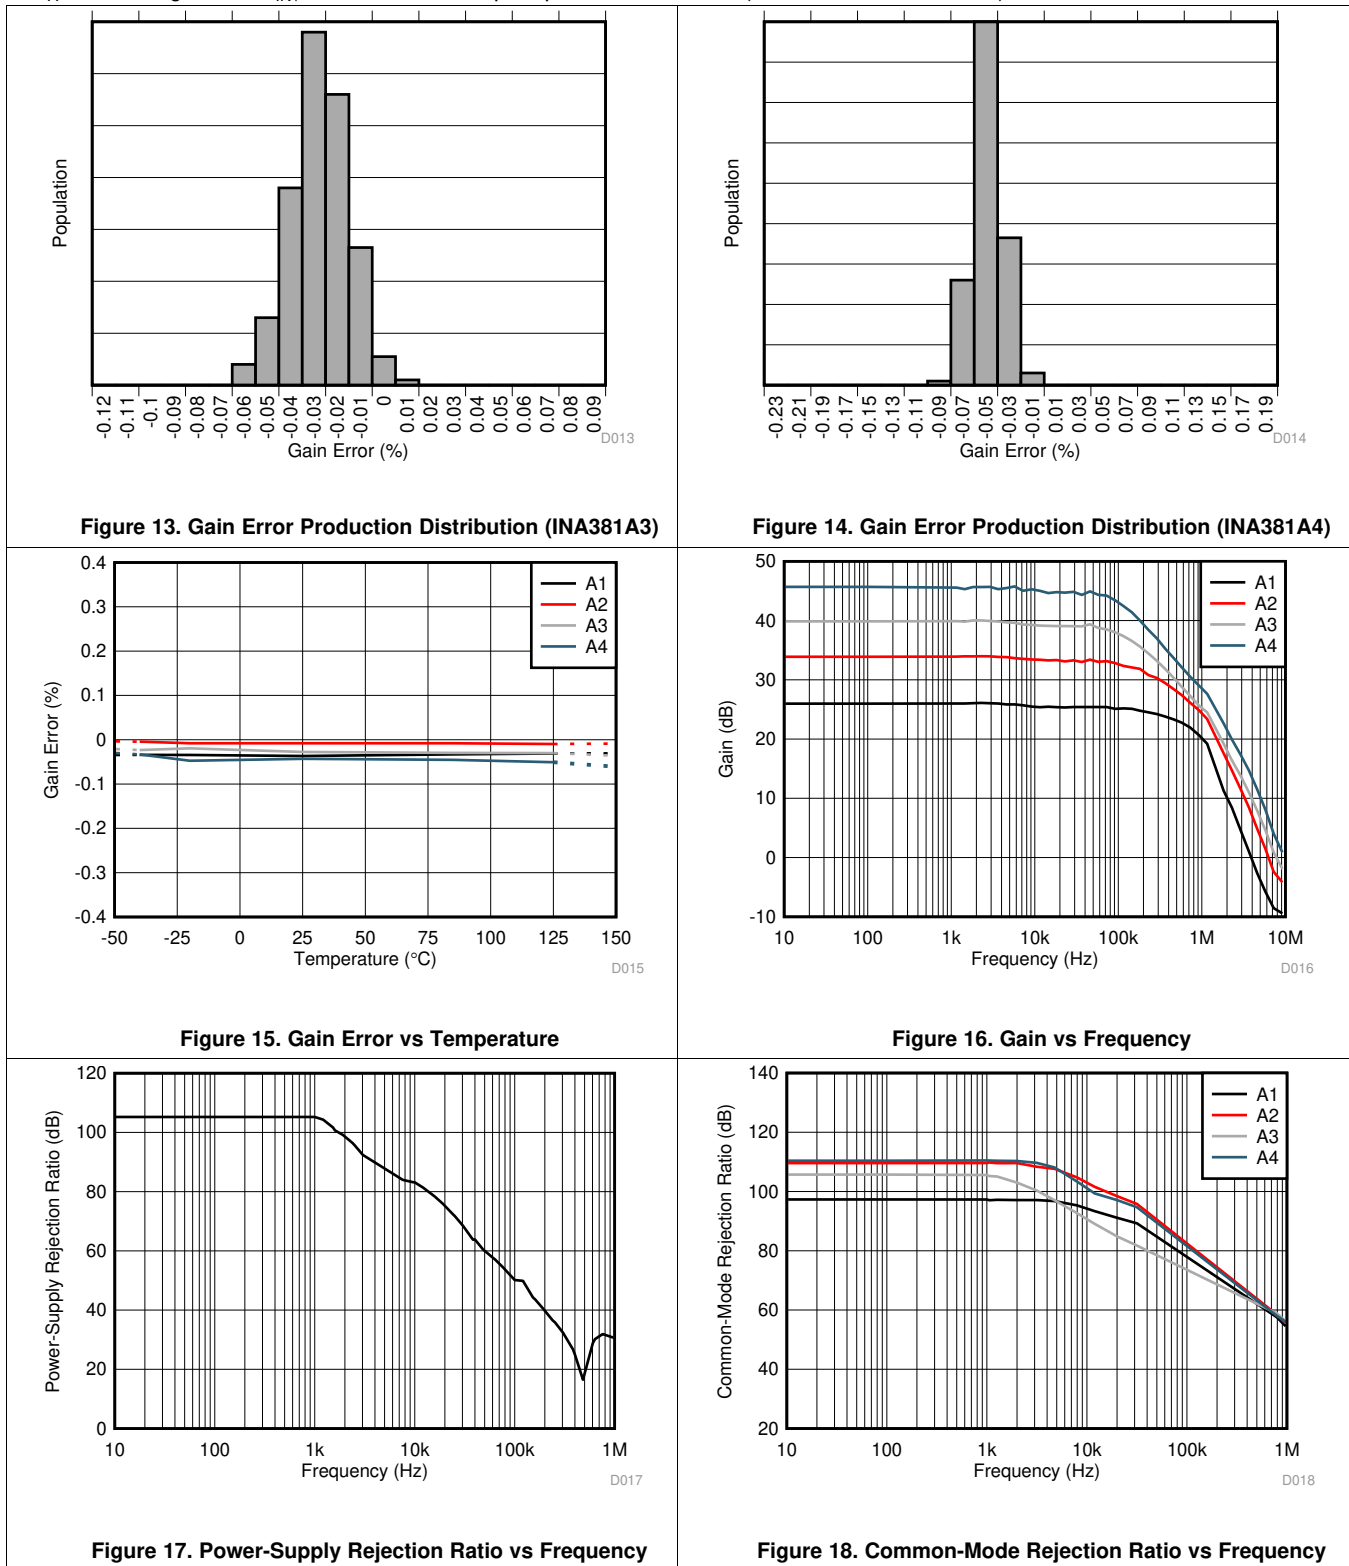 Population
-0.12
-0.11
-0.1
-0.09
-0.08
-0.07
-0.06
-0.05
-0.04
-0.03
-0.02
-0.01
0
0.01
0.02
0.03
0.04
0.05
0.06
0.07
0.08
0.09
Gain Error (%)
D013
Figure 13. Gain Error Production Distribution (INA381A3)
Population
-0.23
-0.21
-0.19
-0.17
-0.15
-0.13
-0.11
-0.09
-0.07
-0.05
-0.03
-0.01
0.01
0.03
0.05
0.07
0.09
0.11
0.13
0.15
0.17
0.19
Gain Error (%)
D014
Figure 14. Gain Error Production Distribution (INA381A4)
Gain Error (%)
0.4
0.3
0.2
0.1
0
-0.1
-0.2
-0.3
-0.4
A1
A2
A3
A4
-50 -25 0 25 50 75 100 125 150
Temperature (°C)
D015
Figure 15. Gain Error vs Temperature
Gain (dB)
50
40
30
20
10
0
-10
A1
A2
A3
A4
10 100 1k 10k 100k 1M 10M
Frequency (Hz)
D016
Figure 16. Gain vs Frequency
Power-Supply Rejection Ratio (dB)
120
100
80
60
40
20
0
10 100 1k 10k 100k 1M
Frequency (Hz)
D017
Figure 17. Power-Supply Rejection Ratio vs Frequency
Common-Mode Rejection Ratio (dB)
140
120
100
80
60
40
20
A1
A2
A3
A4
10 100 1k 10k 100k 1M
Frequency (Hz)
D018
Figure 18. Common-Mode Rejection Ratio vs Frequency